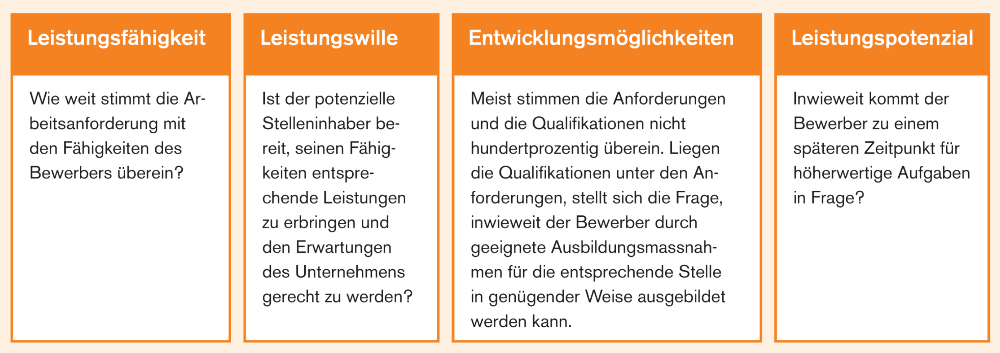 Leistungsfähigkeit
Wie weit stimmt die Ar-
beitsanforderung mit
den Fähigkeiten des
Bewerbers überein?
Leistungswille
Ist der potenzielle
Stelleninhaber be-
reit, seinen Fähig-
keiten entspre-
chende Leistungen
zu erbringen und
den Erwartungen
des Unternehmens
gerecht zu werden?
Entwicklungsmöglichkeiten
Meist stimmen die Anforderungen
und die Qualifikationen nicht
hundertprozentig überein. Liegen
die Qualifikationen unter den An-
forderungen, stellt sich die Frage,
inwieweit der Bewerber durch
geeignete Ausbildungsmassnah-
men für die entsprechende Stelle
in genügender Weise ausgebildet
werden kann.
Leistungspotenzial
Inwieweit kommt der
Bewerber zu einem
späteren Zeitpunkt für
höherwertige Aufgaben
in Frage?